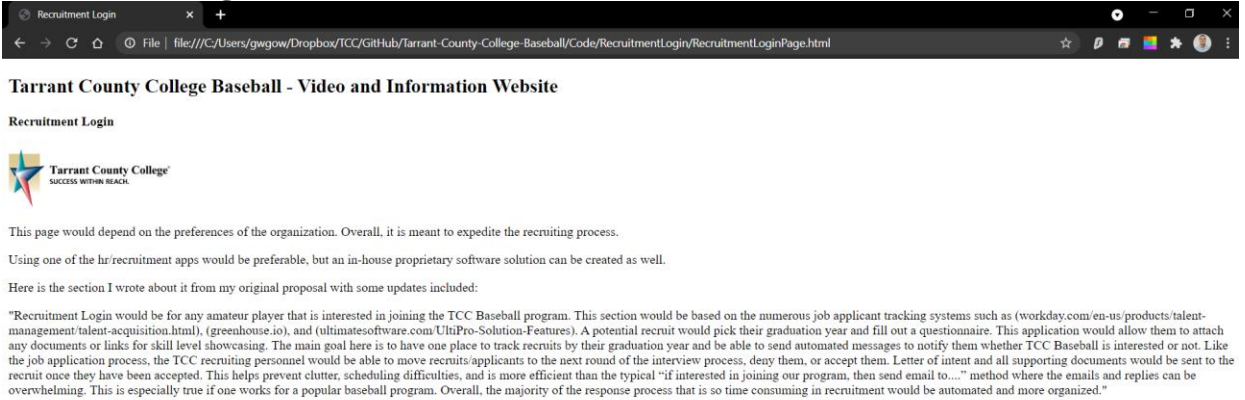 Recruitment Login
File | file:///C:/Users/gwgow/Dropbox/TCC/GitHub/Tarrant-County-College-Baseball/Code/RecruitmentLogin/RecruitmentLoginPage.html
Tarrant County College Baseball - Video and Information Website
Recruitment Login
Tarrant County College®
SUCCESS WITHIN REACH.
This page would depend on the preferences of the organization. Overall, it is meant to expedite the recruiting process.
Using one of the hr/recruitment apps would be preferable, but an in-house proprietary software solution can be created as well.
Here is the section I wrote about it from my original proposal with some updates included:
"Recruitment Login would be for any amateur player that is interested in joining the TCC Baseball program. This section would be based on the numerous job applicant tracking systems such as (workday.com/en-us/products/talent-
management/talent-acquisition.html), (greenhouse.io), and (ultimatesoftware.com/UltiPro-Solution-Features). A potential recruit would pick their graduation year and fill out a questionnaire. This application would allow them to attach
any documents or links for skill level showcasing. The main goal here is to have one place to track recruits by their graduation year and be able to send automated messages to notify them whether TCC Baseball is interested or not. Like
the job application process, the TCC recruiting personnel would be able to move recruits/applicants to the next round of the interview process, deny them, or accept them. Letter of intent and all supporting documents would be sent to the
recruit once they have been accepted. This helps prevent clutter, scheduling difficulties, and is more efficient than the typical “if interested in joining our program, then send email to....” method where the emails and replies can be
overwhelming. This is especially true if one works for a popular baseball program. Overall, the majority of the response process that is so time consuming in recruitment would be automated and more organized."